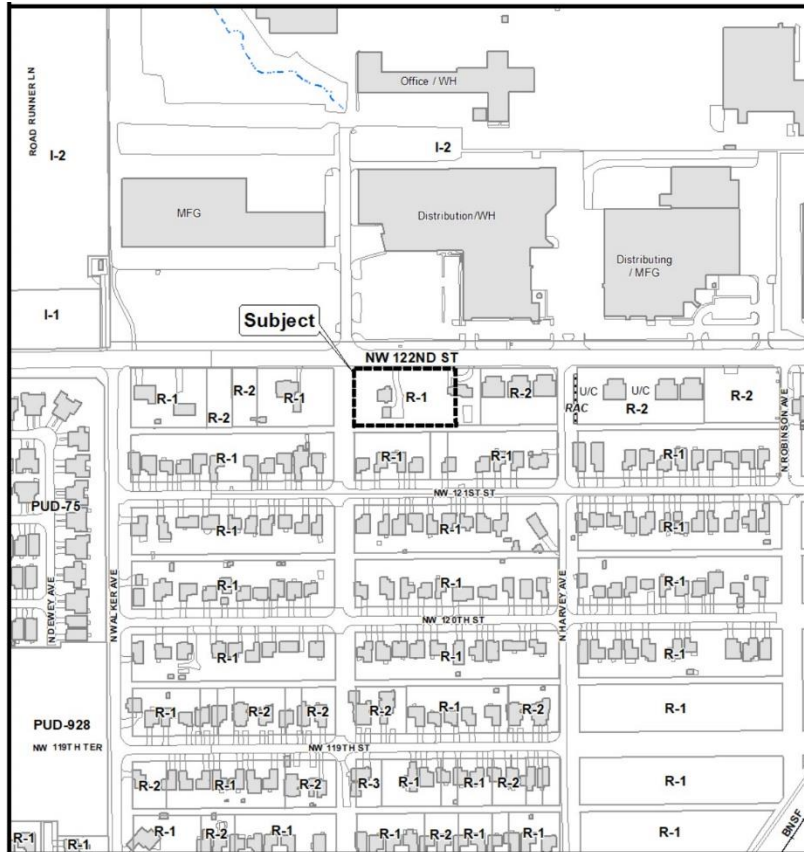 ROAD RUNNER LN
I-2
Office / WH
I-2
MFG
Distribution/WH
Distributing
/ MFG
I-1
Subject
NW 122ND ST
R-1
R-2
R-2
R-1
R-1
R-2
U/C
U/C
RAC
R-2
R-2
N ROBINSON AVE
R-1
R-1
R-1
R-1
NW 121ST ST
PUD-75
R-1
R-1
R-1
N DEWEY AVE
N WALKER AVE
N HARVEY AVE
R-1
R-1
R-1
NW 120TH ST
R-1
R-1
R-1
R-1
R-2
R-2
R-2
R-1
R-2
R-1
PUD-928
NW 119TH TER
NW 119TH ST
R-2
R-1
R-2
R-3
R-1
R-1
R-2
R-1
R-1
R-1
R-1
R-2
R-1
R-1
R-2
R-1
R-1
R-1
BNSF